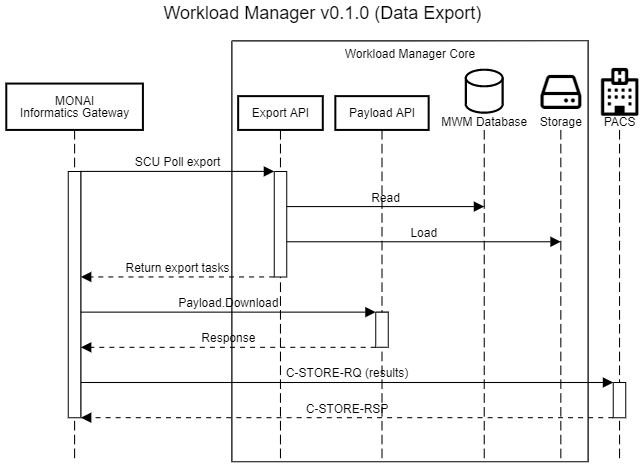 Workload Manager v0.1.0 (Data Export)
Workload Manager Core
MONAI
Informatics Gateway
Export API
Payload API
MWM Database
Storage
PACS
SCU Poll export
Read
Load
Return export tasks
Payload.Download
Response
C-STORE-RQ (results)
C-STORE-RSP